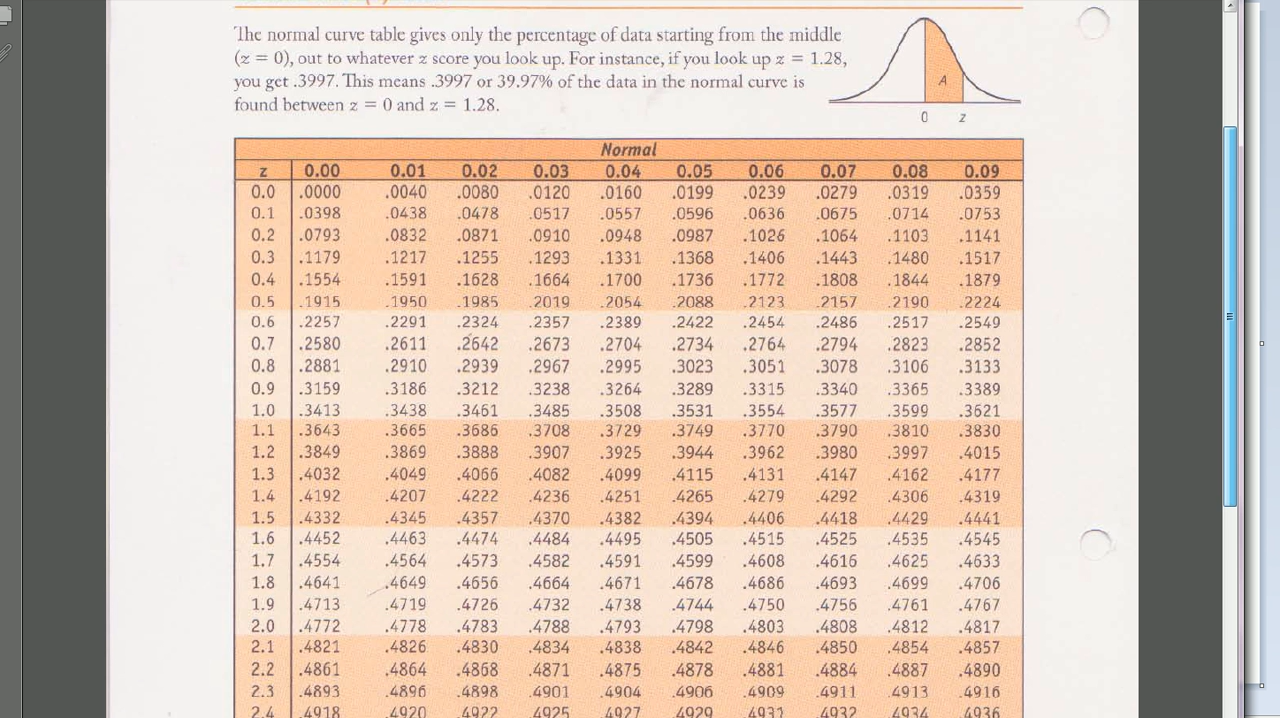 The normal curve table gives only the percentage of data starting from the middle
(z = 0), out to whatever z score you look up. For instance, if you look up z = 1.28,
you get .3997. This means .3997 or 39.97% of the data in the normal curve is
found between z = 0 and z = 1.28.
A
0 z
Normal
z 0.00 0.01 0.02 0.03 0.04 0.05 0.06 0.07 0.08 0.09
0.0 .0000 .0040 .0080 .0120 .0160 .0199 .0239 .0279 .0319 .0359
0.1 .0398 .0438 .0478 .0517 .0557 .0596 .0636 .0675 .0714 .0753
0.2 .0793 .0832 .0871 .0910 .0948 .0987 .1026 .1064 .1103 .1141
0.3 .1179 .1217 .1255 .1293 .1331 .1368 .1406 .1443 .1480 .1517
0.4 .1554 .1591 .1628 .1664 .1700 .1736 .1772 .1808 .1844 .1879
0.5 .1915 .1950 .1985 .2019 .2054 .2088 .2123 .2157 .2190 .2224
0.6 .2257 .2291 .2324 .2357 .2389 .2422 .2454 .2486 .2517 .2549
0.7 .2580 .2611 .2642 .2673 .2704 .2734 .2764 .2794 .2823 .2852
0.8 .2881 .2910 .2939 .2967 .2995 .3023 .3051 .3078 .3106 .3133
0.9 .3159 .3186 .3212 .3238 .3264 .3289 .3315 .3340 .3365 .3389
1.0 .3413 .3438 .3461 .3485 .3508 .3531 .3554 .3577 .3599 .3621
1.1 .3643 .3665 .3686 .3708 .3729 .3749 .3770 .3790 .3810 .3830
1.2 .3849 .3869 .3888 .3907 .3925 .3944 .3962 .3980 .3997 .4015
1.3 .4032 .4049 .4066 .4082 .4099 .4115 .4131 .4147 .4162 .4177
1.4 .4192 .4207 .4222 .4236 .4251 .4265 .4279 .4292 .4306 .4319
1.5 .4332 .4345 .4357 .4370 .4382 .4394 .4406 .4418 .4429 .4441
1.6 .4452 .4463 .4474 .4484 .4495 .4505 .4515 .4525 .4535 .4545
1.7 .4554 .4564 .4573 .4582 .4591 .4599 .4608 .4616 .4625 .4633
1.8 .4641 .4649 .4656 .4664 .4671 .4678 .4686 .4693 .4699 .4706
1.9 .4713 .4719 .4726 .4732 .4738 .4744 .4750 .4756 .4761 .4767
2.0 .4772 .4778 .4783 .4788 .4793 .4798 .4803 .4808 .4812 .4817
2.1 .4821 .4826 .4830 .4834 .4838 .4842 .4846 .4850 .4854 .4857
2.2 .4861 .4864 .4868 .4871 .4875 .4878 .4881 .4884 .4887 .4890
2.3 .4893 .4896 .4898 .4901 .4904 .4906 .4909 .4911 .4913 .4916
2.4 .4918 .4920 .4922 .4925 .4927 .4929 .4931 .4932 .4934 .4936